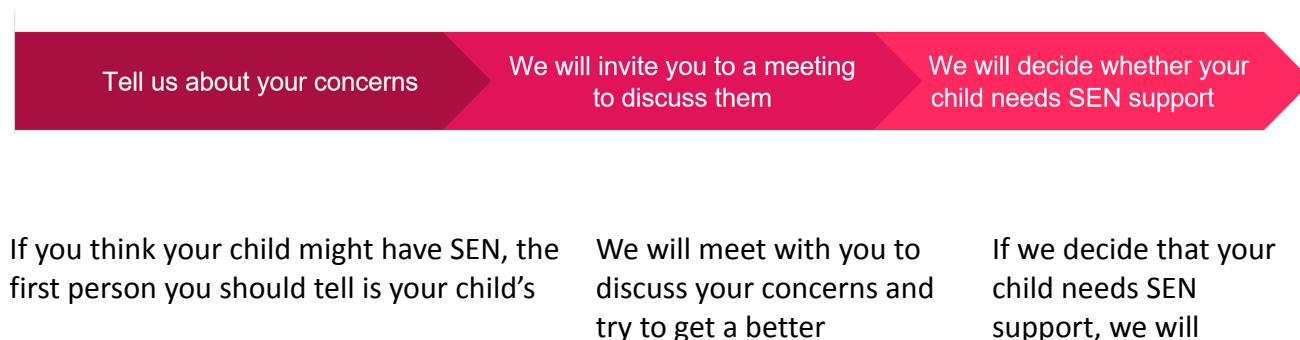 Tell us about your concerns
We will invite you to a meeting
to discuss them
We will decide whether your
child needs SEN support
If you think your child might have SEN, the
first person you should tell is your child’s
We will meet with you to
discuss your concerns and
try to get a better
If we decide that your
child needs SEN
support, we will